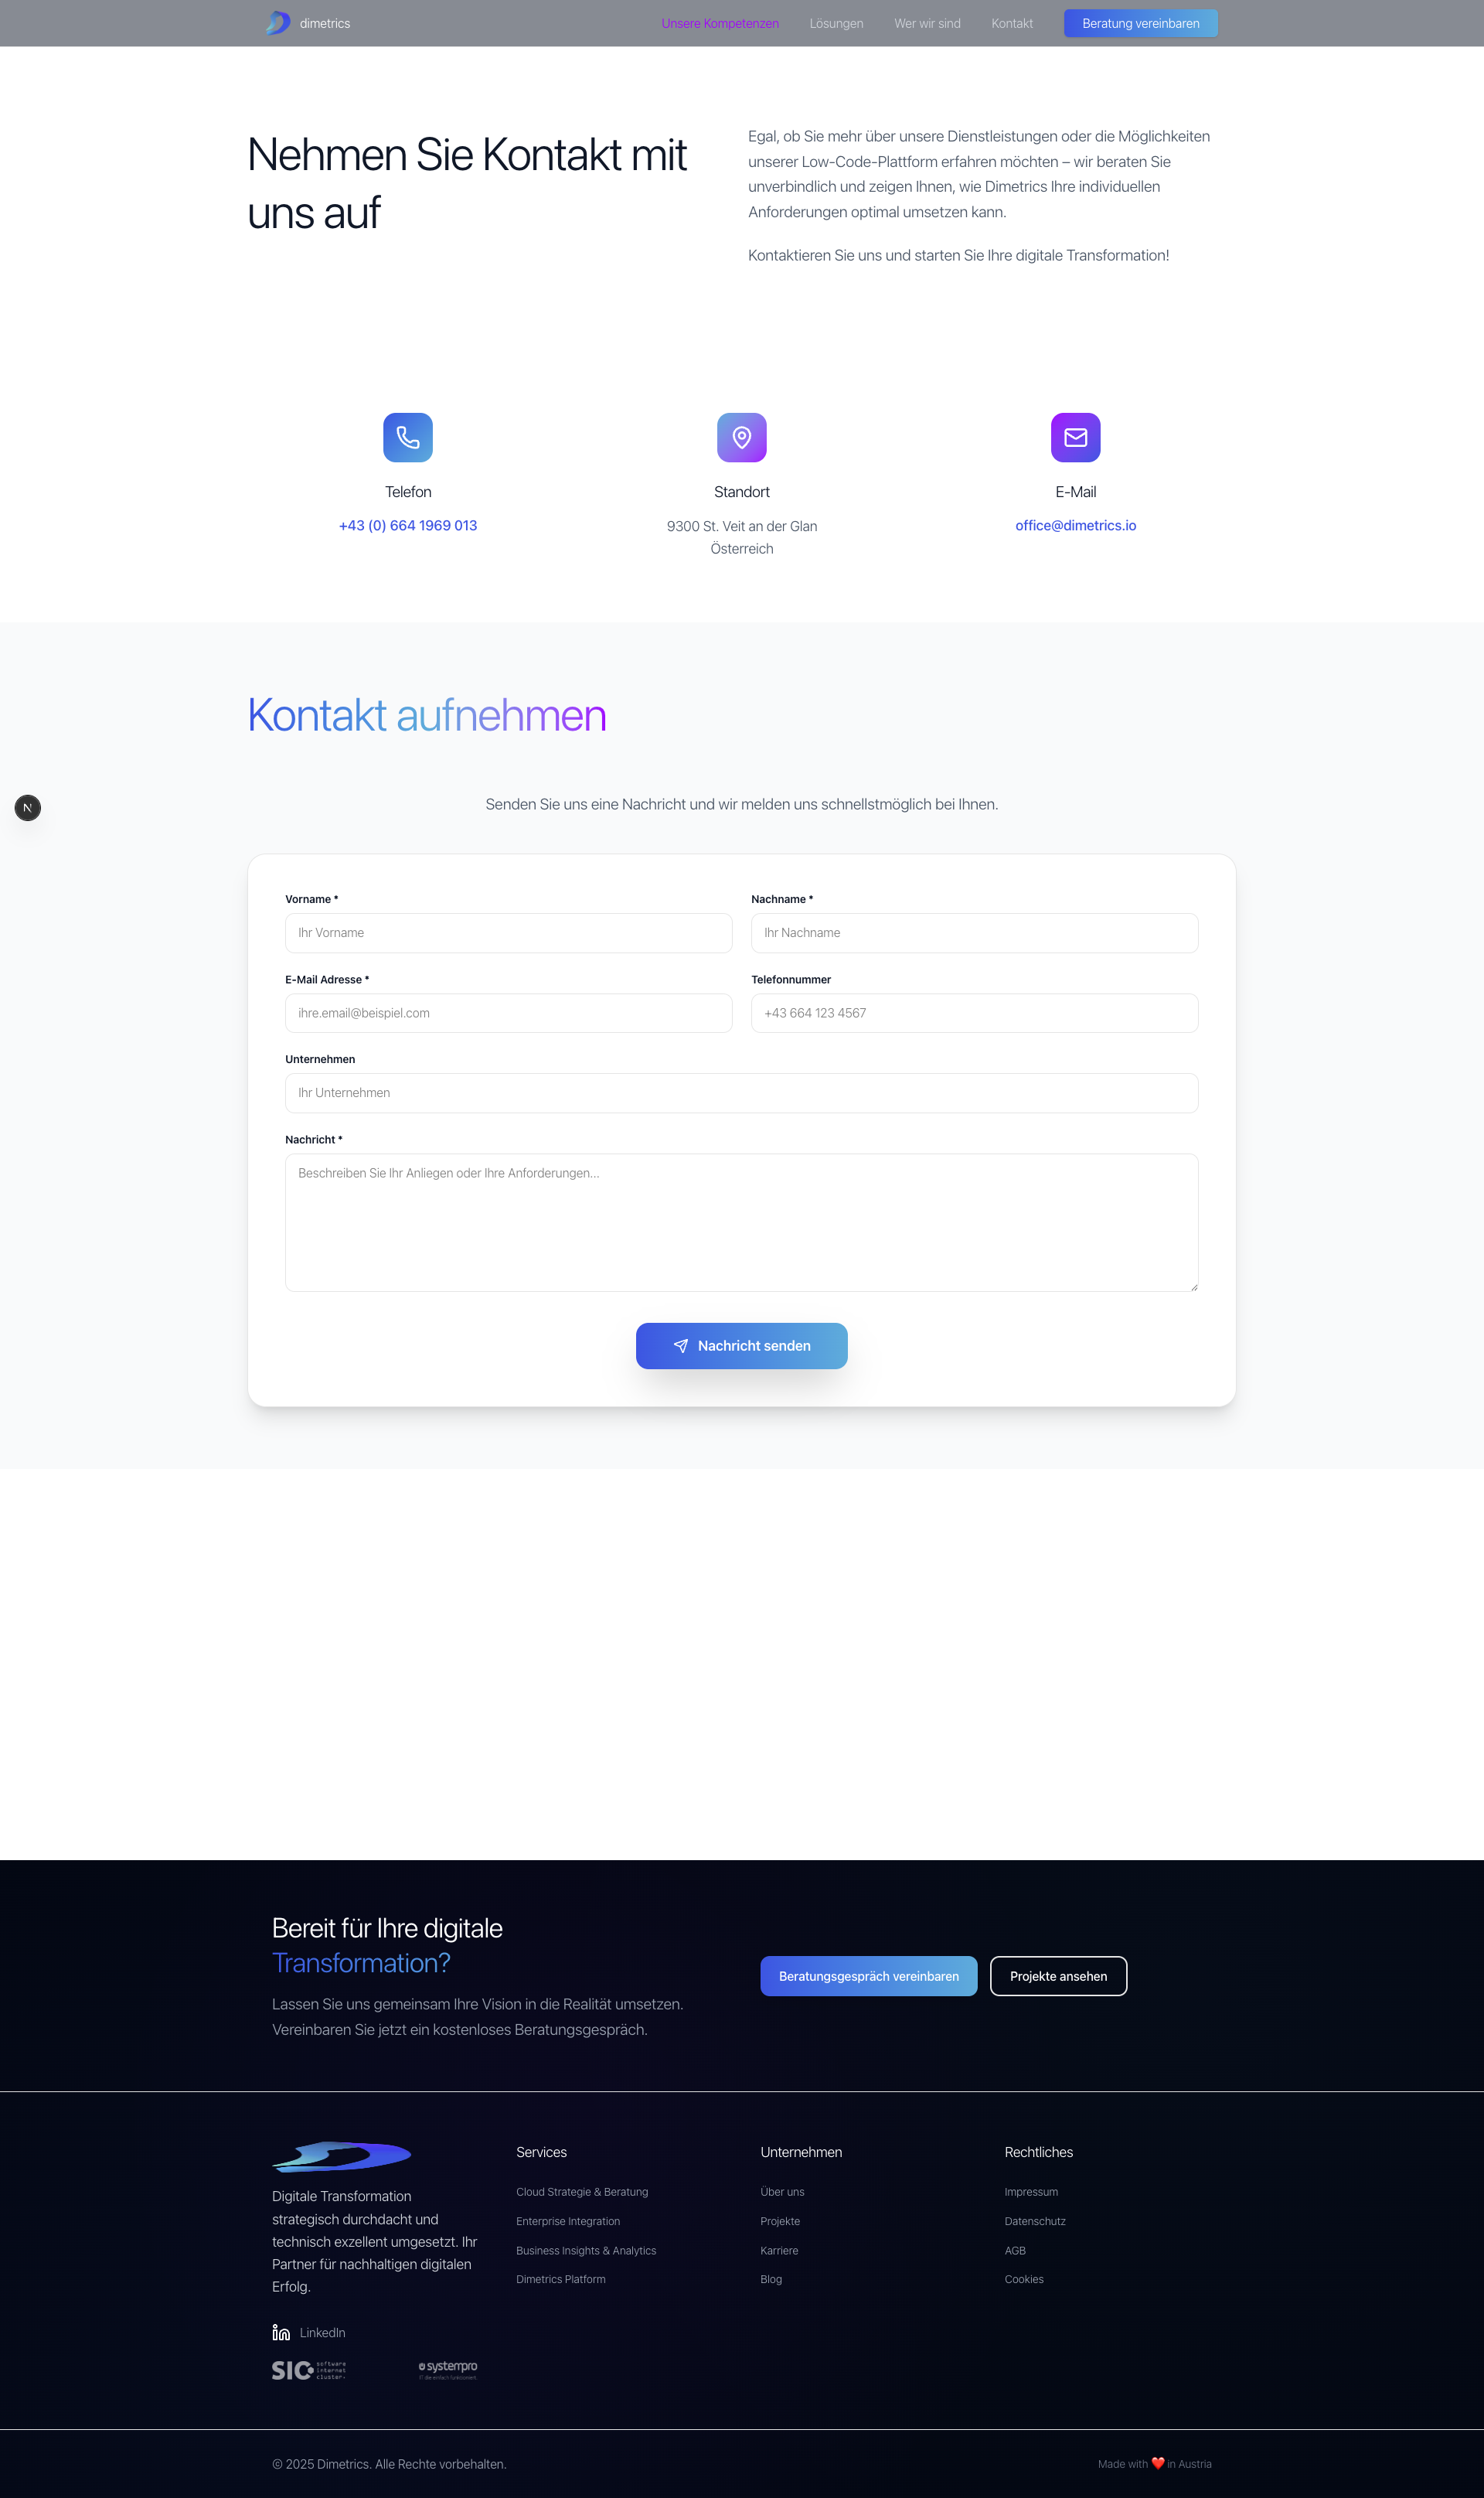 dimetrics
Unsere Kompetenzen
Lösungen
Wer wir sind
Kontakt
Beratung vereinbaren
Nehmen Sie Kontakt mit
uns auf
Egal, ob Sie mehr über unsere Dienstleistungen oder die Möglichkeiten
unserer Low-Code-Plattform erfahren möchten – wir beraten Sie
unverbindlich und zeigen Ihnen, wie Dimetrics Ihre individuellen
Anforderungen optimal umsetzen kann.
Kontaktieren Sie uns und starten Sie Ihre digitale Transformation!
Telefon
+43 (0) 664 1969 013
Standort
9300 St. Veit an der Glan
Österreich
E-Mail
office@dimetrics.io
Kontakt aufnehmen
N
Senden Sie uns eine Nachricht und wir melden uns schnellstmöglich bei Ihnen.
Vorname *
Ihr Vorname
Nachname *
Ihr Nachname
E-Mail Adresse *
ihre.email@beispiel.com
Telefonnummer
+43 664 123 4567
Unternehmen
Ihr Unternehmen
Nachricht *
Beschreiben Sie Ihr Anliegen oder Ihre Anforderungen...
Nachricht senden
Bereit für Ihre digitale
Transformation?
Lassen Sie uns gemeinsam Ihre Vision in die Realität umsetzen.
Vereinbaren Sie jetzt ein kostenloses Beratungsgespräch.
Beratungsgespräch vereinbaren
Projekte ansehen
Digitale Transformation
strategisch durchdacht und
technisch exzellent umgesetzt. Ihr
Partner für nachhaltigen digitalen
Erfolg.
LinkedIn
SIC software
internet
cluster
systempro
IT die einfach funktioniert.
Services
Cloud Strategie & Beratung
Enterprise Integration
Business Insights & Analytics
Dimetrics Platform
Unternehmen
Über uns
Projekte
Karriere
Blog
Rechtliches
Impressum
Datenschutz
AGB
Cookies
© 2025 Dimetrics. Alle Rechte vorbehalten.
Made with ❤️ in Austria